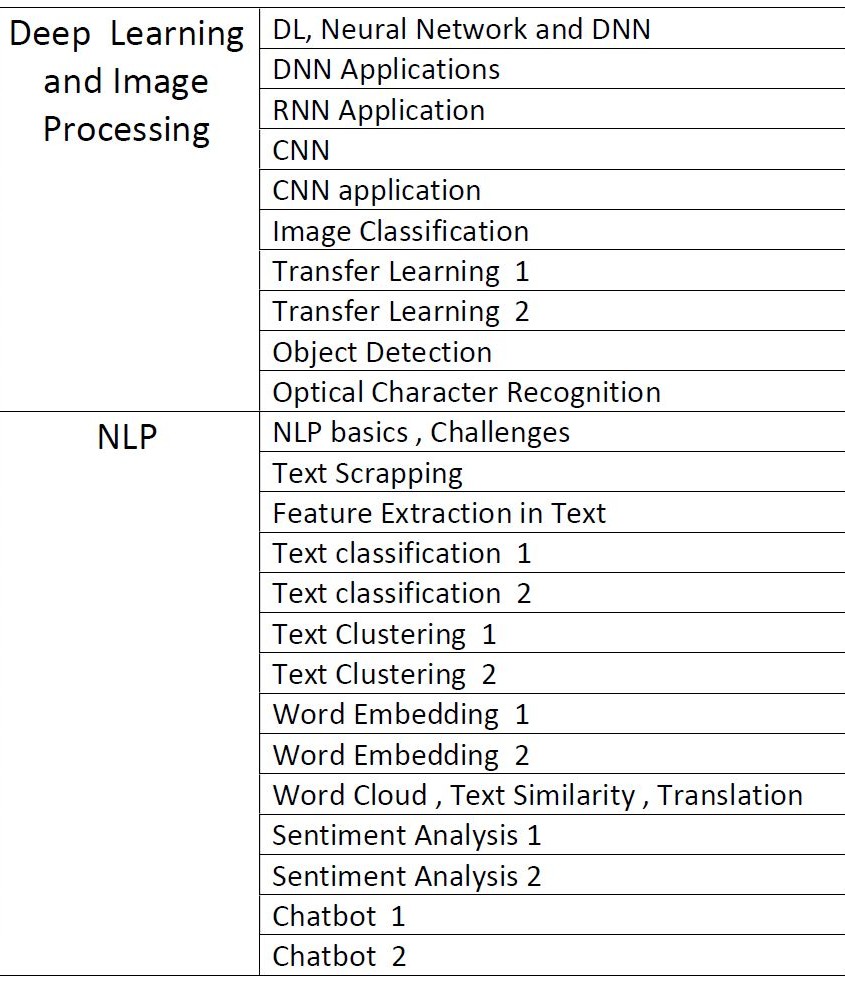 Deep Learning
and Image
Processing
DL, Neural Network and DNN
DNN Applications
RNN Application
CNN
CNN application
Image Classification
Transfer Learning 1
Transfer Learning 2
Object Detection
Optical Character Recognition
NLP
NLP basics , Challenges
Text Scrapping
Feature Extraction in Text
Text classification 1
Text classification 2
Text Clustering 1
Text Clustering 2
Word Embedding 1
Word Embedding 2
Word Cloud , Text Similarity , Translation
Sentiment Analysis 1
Sentiment Analysis 2
Chatbot 1
Chatbot 2